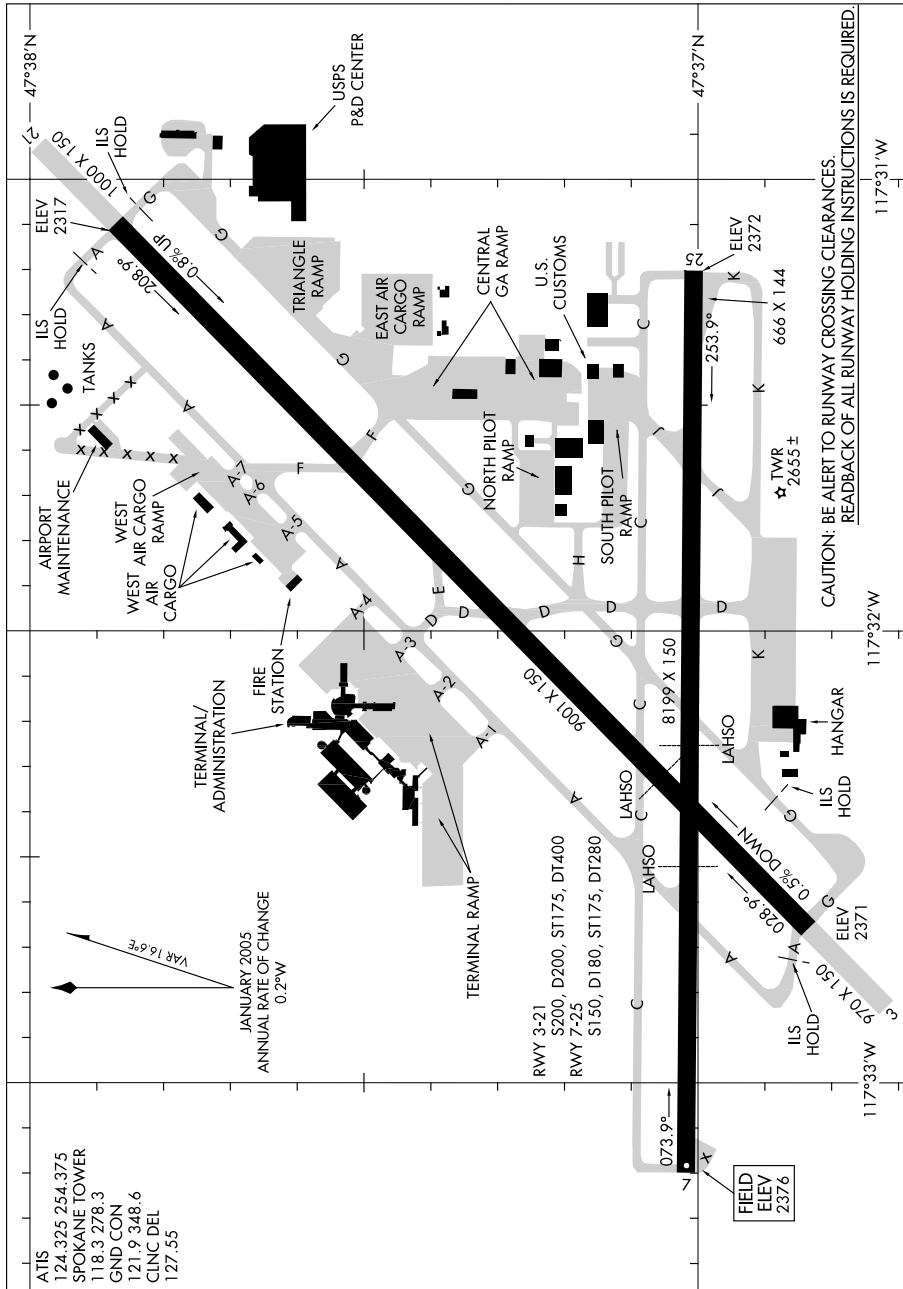 ATIS
124.325 254.375
SPOKANE TOWER
118.3 278.3
GND CON
121.9 348.6
CLNC DEL
127.55
VAR 16.6°E
JANUARY 2005
ANNUAL RATE OF CHANGE
0.2°W
47°38'N
21
1000 X 150
ILS
HOLD
G
ELEV
2317
USPS
P&D CENTER
A
ILS
HOLD
208.9°
0.8% UP
G
TRIANGLE
RAMP
TANKS
A
A
X X X X X
X X X X X
AIRPORT
MAINTENANCE
EAST AIR
CARGO
RAMP
G
CENTRAL
GA RAMP
U.S.
CUSTOMS
WEST
AIR CARGO
RAMP
WEST
AIR
CARGO
A-7
A-6
A-5
F
F
G
NORTH PILOT
RAMP
SOUTH PILOT
RAMP
FIRE
STATION
A
A-4
A-3
E
D
D
D
D
D
H
G
TERMINAL/
ADMINISTRATION
A-2
A-1
A
TERMINAL RAMP
9001 X 150
RWY 3-21
S200, D200, ST175, DT400
RWY 7-25
S150, D180, ST175, DT280
C
C
C
C
C
J
J
47°37'N
25
ELEV
2372
K
666 X 144
253.9°
K
K
TWR
2655 ±
8199 X 150
LAHSO
LAHSO
LAHSO
HANGAR
ILS
HOLD
G
0.5% DOWN
028.9°
G
ELEV
2371
A
A
ILS
HOLD
970 X 150
3
073.9°
7
X
FIELD
ELEV
2376
117°31'W
117°32'W
117°33'W
CAUTION: BE ALERT TO RUNWAY CROSSING CLEARANCES.
READBACK OF ALL RUNWAY HOLDING INSTRUCTIONS IS REQUIRED.